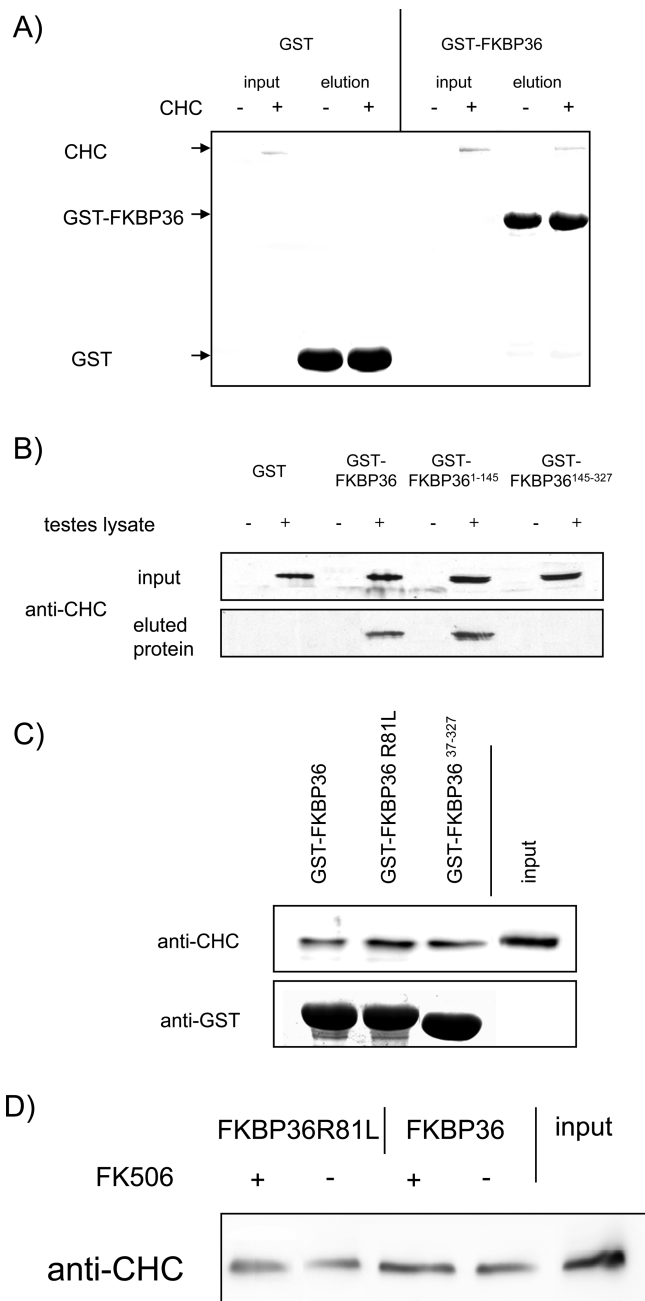 A)
GST GST-FKBP36
input elution input elution
CHC - + - + - + - +
CHC
GST-FKBP36
GST
B)
GST GST-FKBP36 GST-FKBP36¹⁻¹⁴⁵ GST-FKBP36¹⁴⁵⁻³²⁷
testes lysate - + - + - + - +
input
anti-CHC
eluted
protein
C)
GST-FKBP36
GST-FKBP36 R81L
GST-FKBP36 ³⁷⁻³²⁷
input
anti-CHC
anti-GST
D)
FKBP36R81L FKBP36 input
FK506 + - + -
anti-CHC